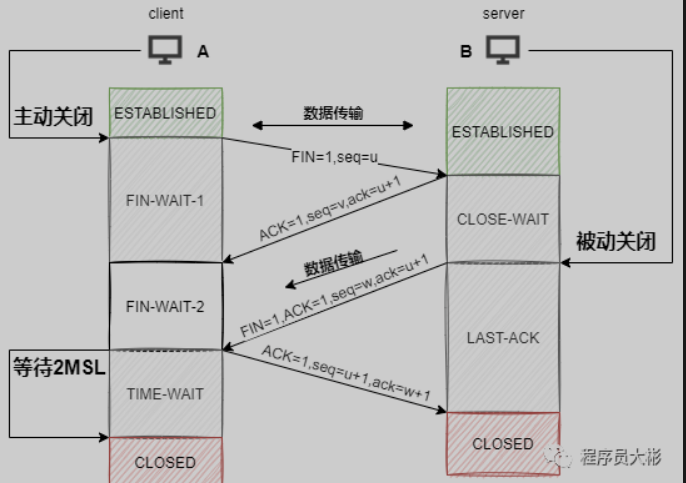 client
server
A
B
ESTABLISHED
数据传输
主动关闭
ESTABLISHED
FIN=1,seq=u
FIN-WAIT-1
ACK=1,seq=v,ack=u+1
CLOSE-WAIT
被动关闭
数据传输
FIN-WAIT-2
FIN=1,ACK=1,seq=w,ack=u+1
LAST-ACK
等待2MSL
ACK=1,seq=u+1,ack=w+1
TIME-WAIT
CLOSED
CLOSED
程序员大彬